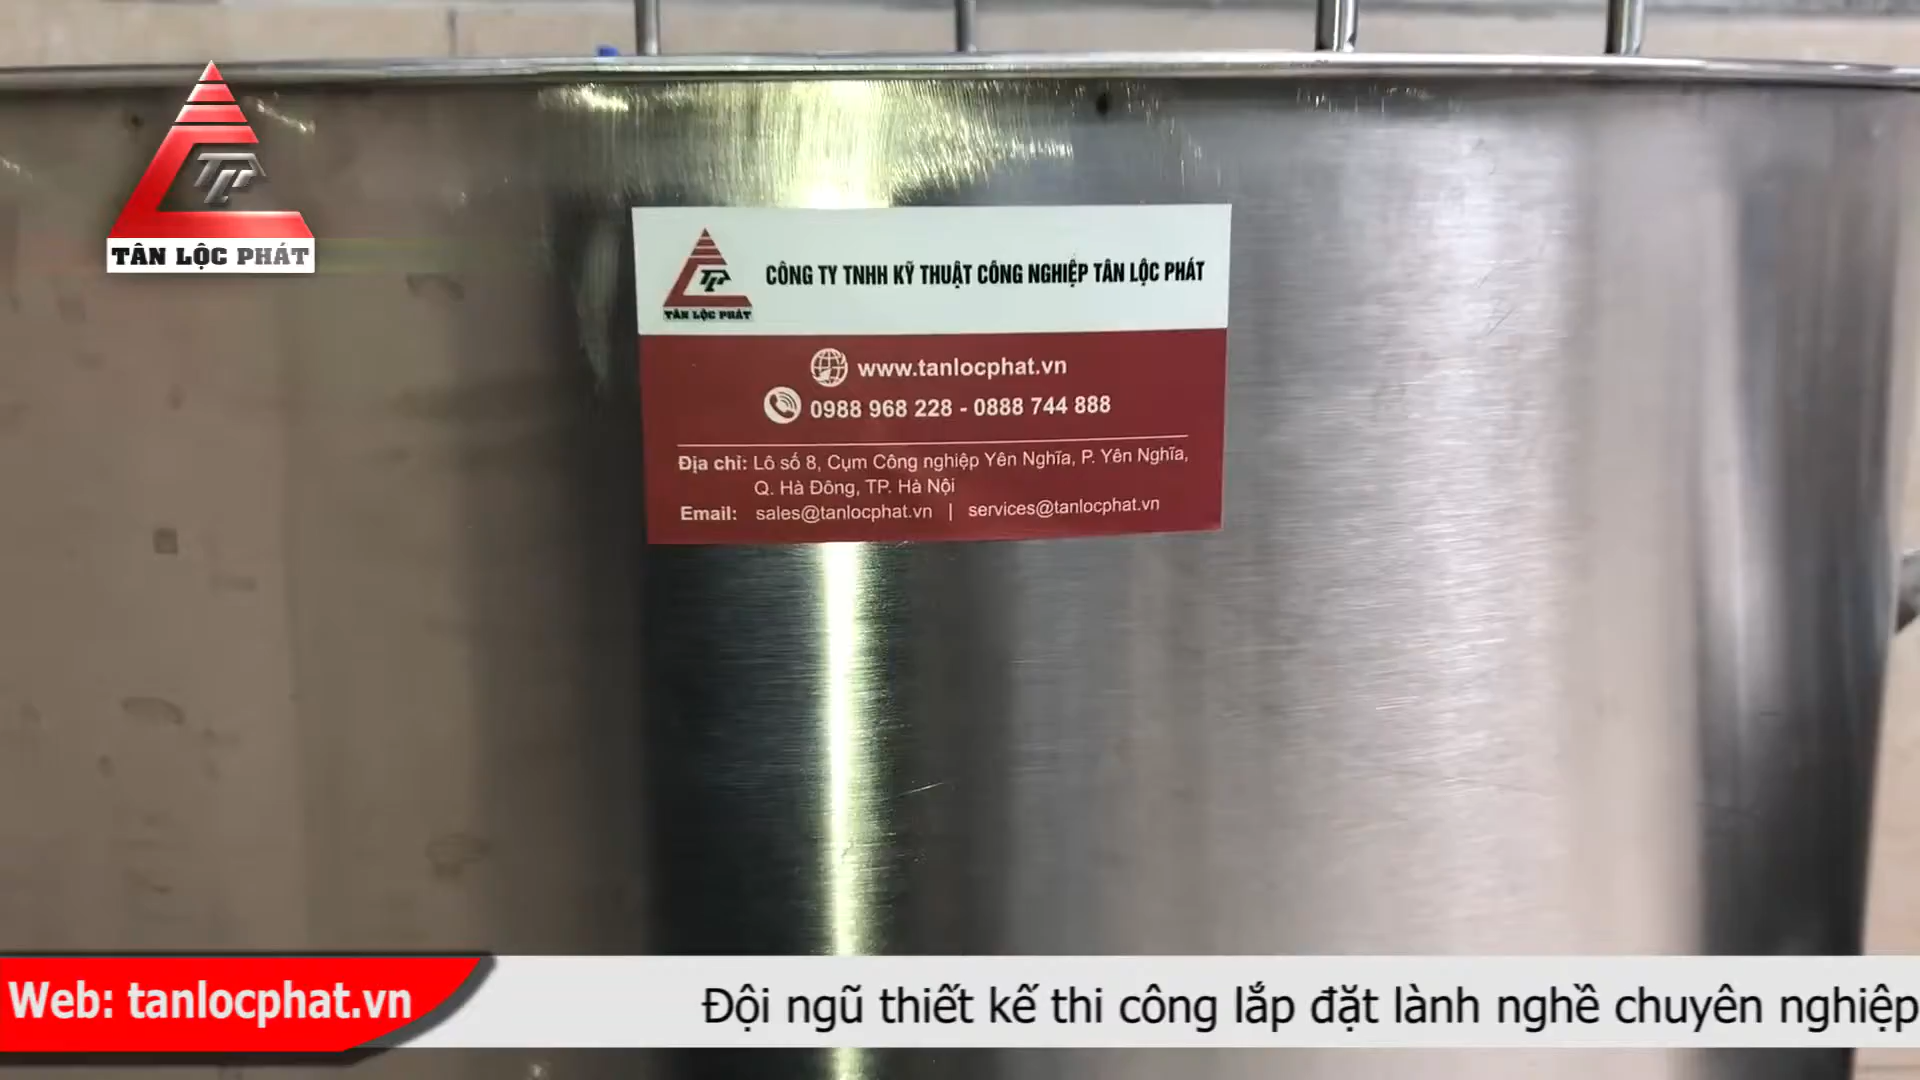 TLP
TÂN LỘC PHÁT
TLP
TÂN LỘC PHÁT
CÔNG TY TNHH KỸ THUẬT CÔNG NGHIỆP TÂN LỘC PHÁT
www.tanlocphat.vn
0988 968 228 - 0888 744 888
Địa chỉ: Lô số 8, Cụm Công nghiệp Yên Nghĩa, P. Yên Nghĩa,
Q. Hà Đông, TP. Hà Nội
Email: sales@tanlocphat.vn | services@tanlocphat.vn
Web: tanlocphat.vn
Đội ngũ thiết kế thi công lắp đặt lành nghề chuyên nghiệp